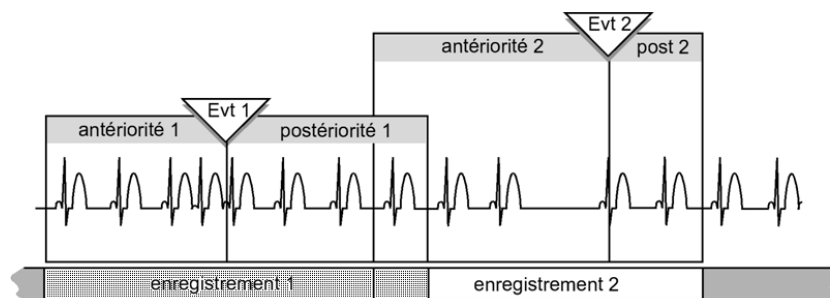 Evt 2
antériorité 2
post 2
Evt 1
antériorité 1
postériorité 1
enregistrement 1
enregistrement 2